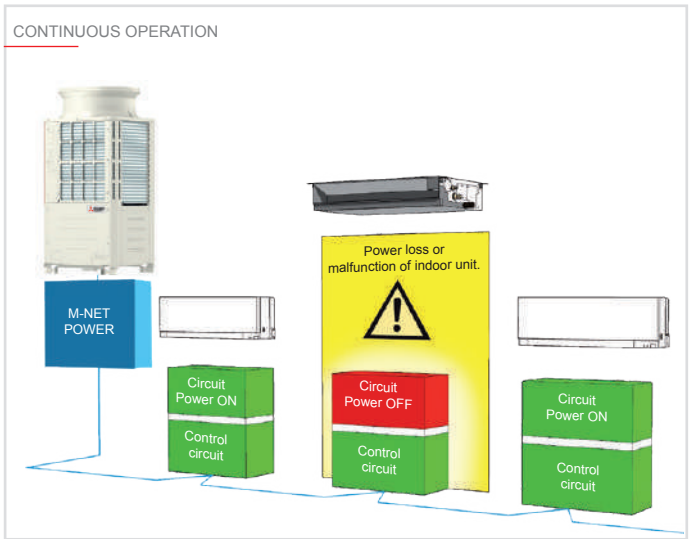 CONTINUOUS OPERATION
Power loss or
malfunction of indoor unit.
M-NET
POWER
Circuit
Power ON
Control
circuit
Circuit
Power OFF
Control
circuit
Circuit
Power ON
Control
circuit